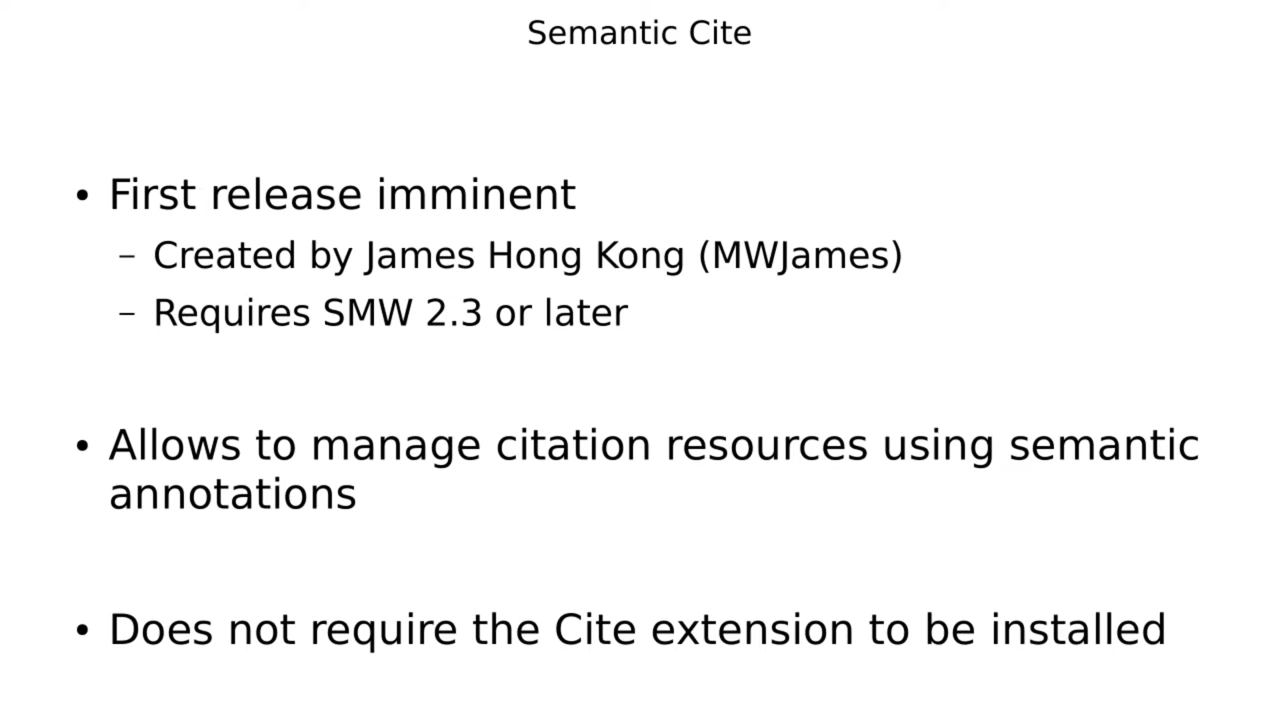 Semantic Cite
• First release imminent
– Created by James Hong Kong (MWJames)
– Requires SMW 2.3 or later
• Allows to manage citation resources using semantic
annotations
• Does not require the Cite extension to be installed